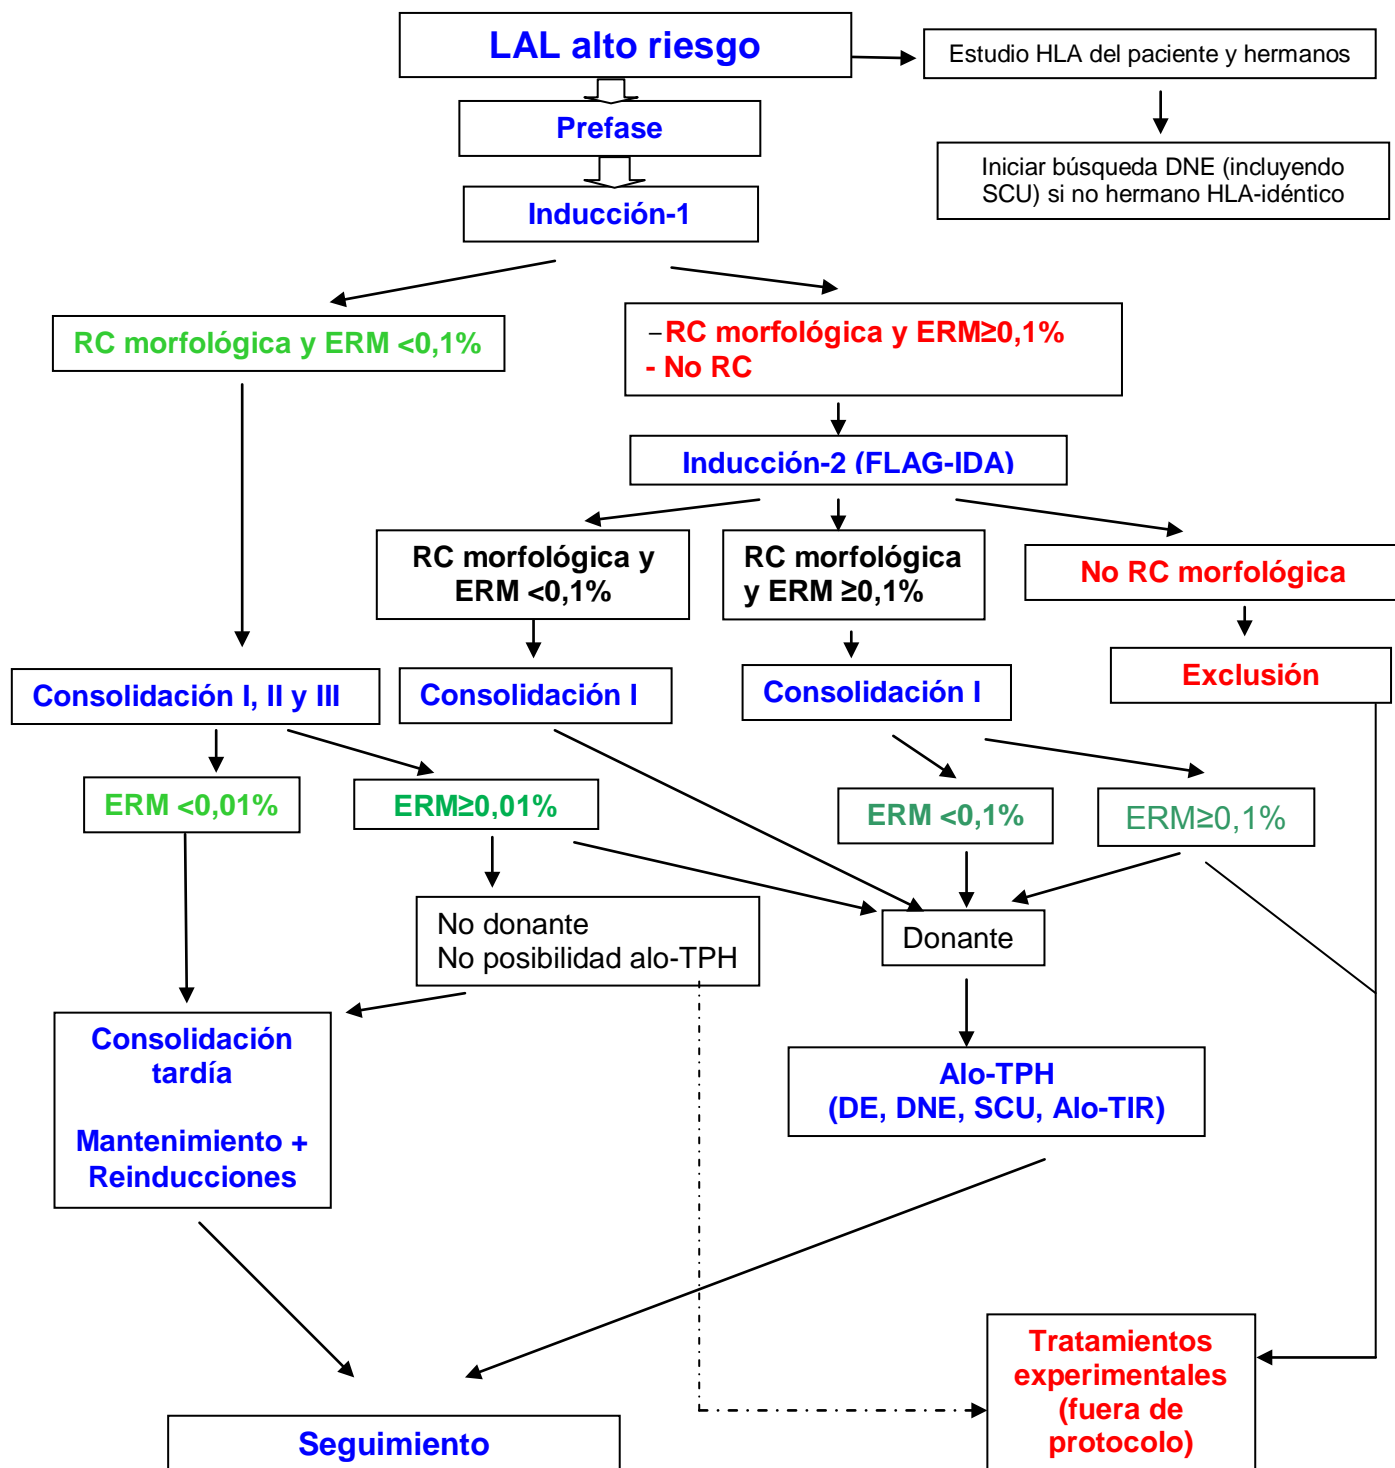 LAL alto riesgo
Estudio HLA del paciente y hermanos
Prefase
Iniciar búsqueda DNE (incluyendo
SCU) si no hermano HLA-idéntico
Inducción-1
RC morfológica y ERM <0,1%
–RC morfológica y ERM≥0,1%
- No RC
Inducción-2 (FLAG-IDA)
RC morfológica y
ERM <0,1%
RC morfológica
y ERM ≥0,1%
No RC morfológica
Consolidación I, II y III
Consolidación I
Consolidación I
Exclusión
ERM <0,01%
ERM≥0,01%
ERM <0,1%
ERM≥0,1%
No donante
No posibilidad alo-TPH
Donante
Consolidación
tardía
Mantenimiento +
Reinducciones
Alo-TPH
(DE, DNE, SCU, Alo-TIR)
Tratamientos
experimentales
(fuera de
protocolo)
Seguimiento